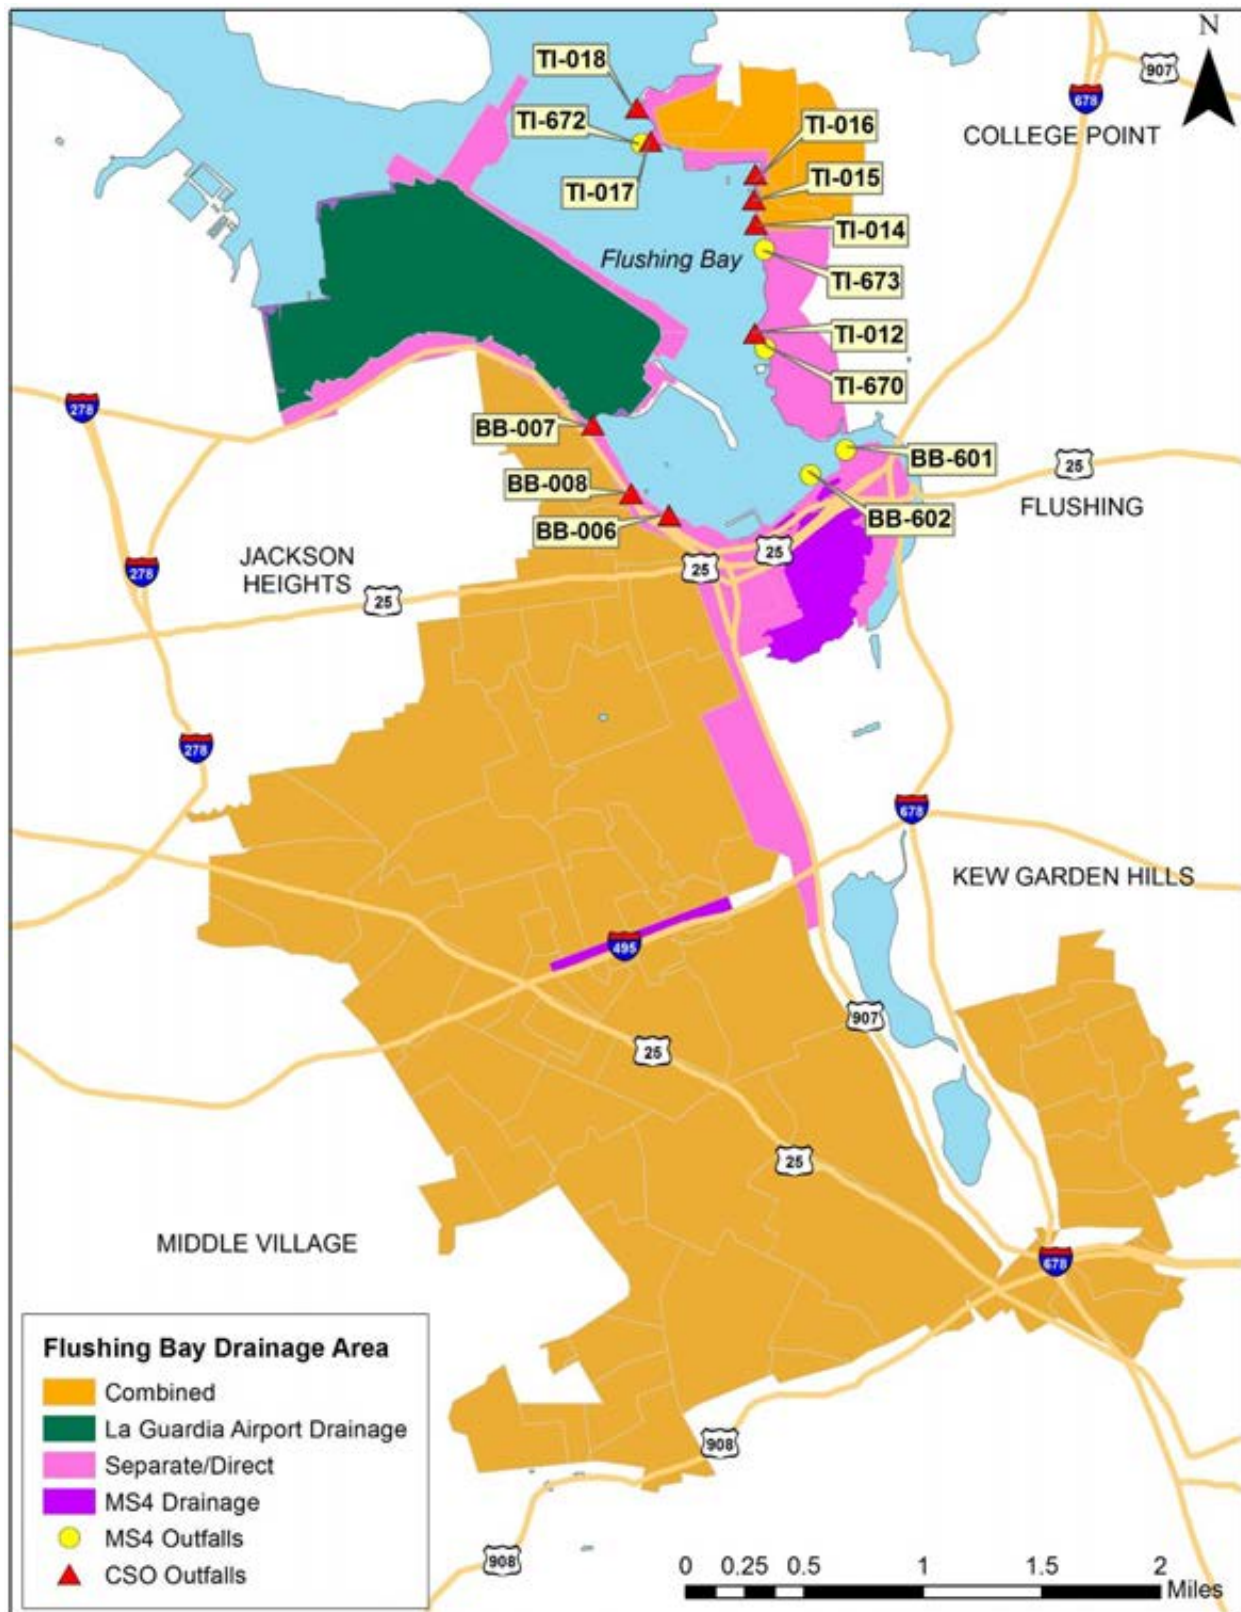 N
TI-018
907
678
TI-672
TI-016
COLLEGE POINT
TI-015
TI-017
TI-014
Flushing Bay
TI-673
TI-012
TI-670
278
BB-007
BB-601
25
BB-008
BB-602
FLUSHING
BB-006
JACKSON
HEIGHTS
278
25
25
25
278
678
KEW GARDEN HILLS
495
907
25
25
MIDDLE VILLAGE
678
Flushing Bay Drainage Area
Combined
La Guardia Airport Drainage
Separate/Direct
MS4 Drainage
MS4 Outfalls
CSO Outfalls
908
908
0 0.25 0.5 1 1.5 2
Miles